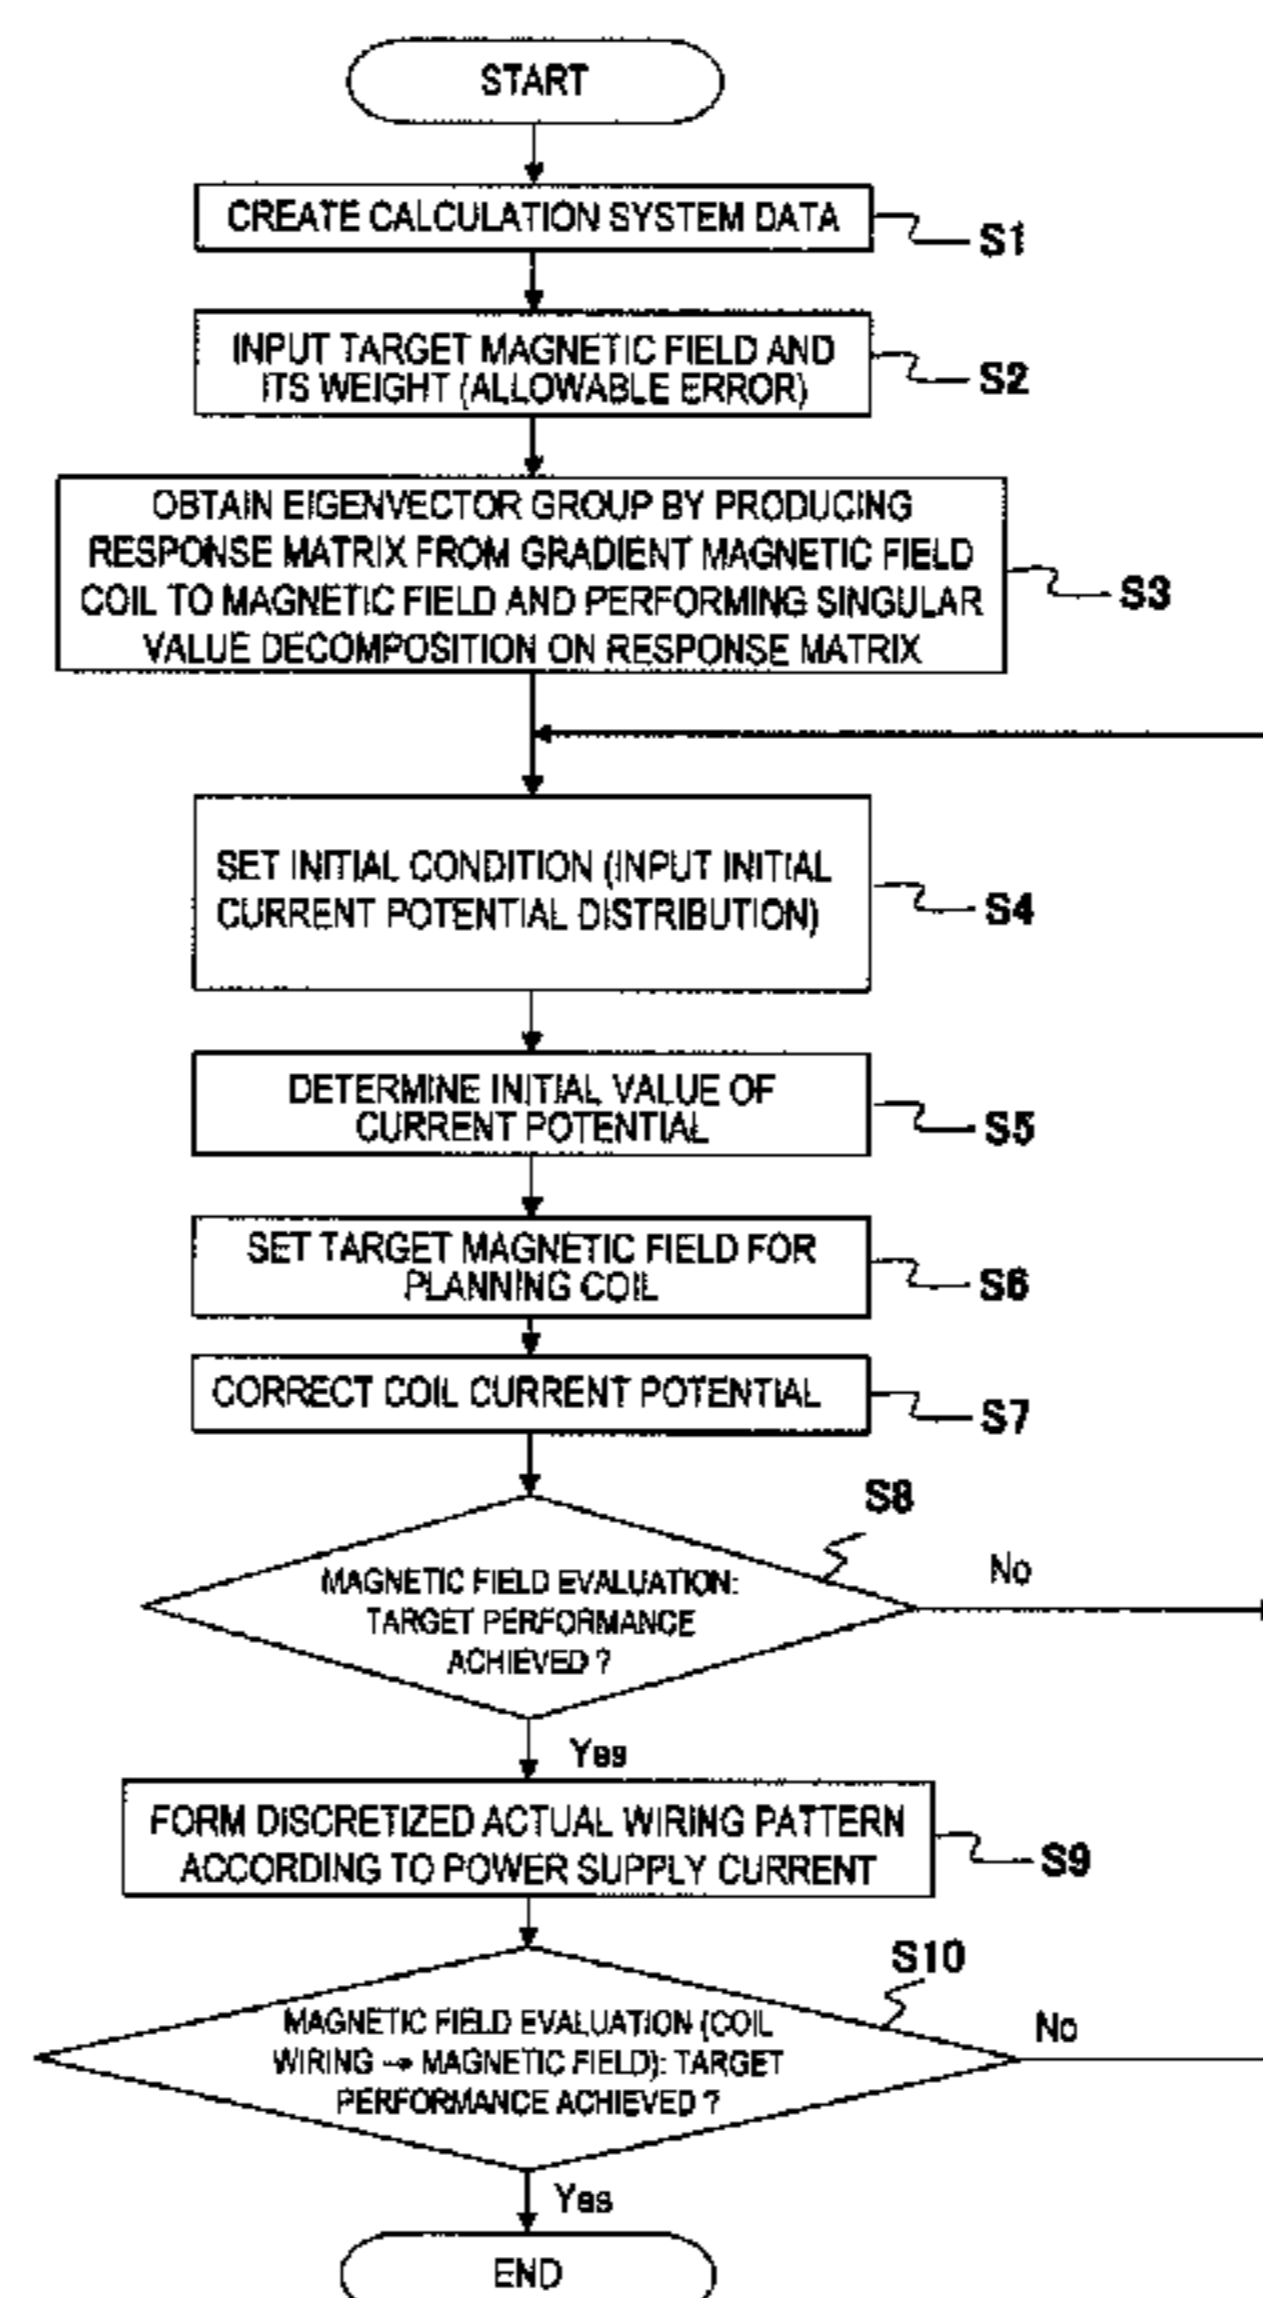 START
CREATE CALCULATION SYSTEM DATA
S1
INPUT TARGET MAGNETIC FIELD AND
ITS WEIGHT (ALLOWABLE ERROR)
S2
OBTAIN EIGENVECTOR GROUP BY PRODUCING
RESPONSE MATRIX FROM GRADIENT MAGNETIC FIELD
COIL TO MAGNETIC FIELD AND PERFORMING SINGULAR
VALUE DECOMPOSITION ON RESPONSE MATRIX
S3
SET INITIAL CONDITION (INPUT INITIAL
CURRENT POTENTIAL DISTRIBUTION)
S4
DETERMINE INITIAL VALUE OF
CURRENT POTENTIAL
S5
SET TARGET MAGNETIC FIELD FOR
PLANNING COIL
S6
CORRECT COIL CURRENT POTENTIAL
S7
S8
MAGNETIC FIELD EVALUATION:
TARGET PERFORMANCE
ACHIEVED ?
No
Yes
FORM DISCRETIZED ACTUAL WIRING PATTERN
ACCORDING TO POWER SUPPLY CURRENT
S9
S10
MAGNETIC FIELD EVALUATION (COIL
WIRING → MAGNETIC FIELD): TARGET
PERFORMANCE ACHIEVED ?
No
Yes
END